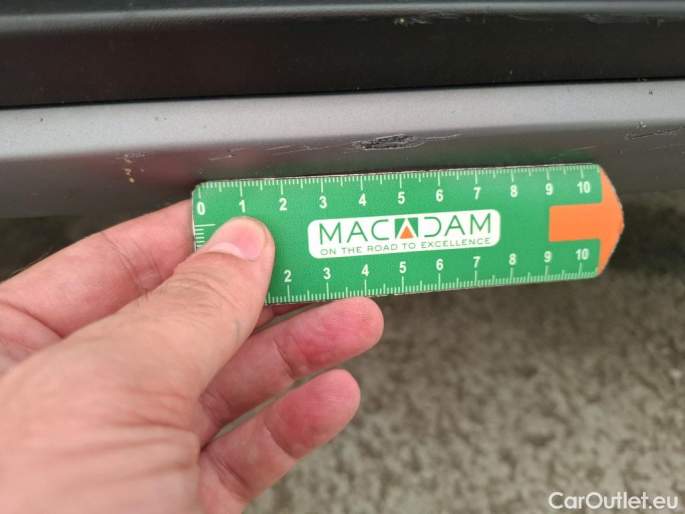 0 1 2 3 4 5 6 7 8 9 10
MACADAM
ON THE ROAD TO EXCELLENCE
2 3 4 5 6 7 8 9 10
CarOutlet.eu